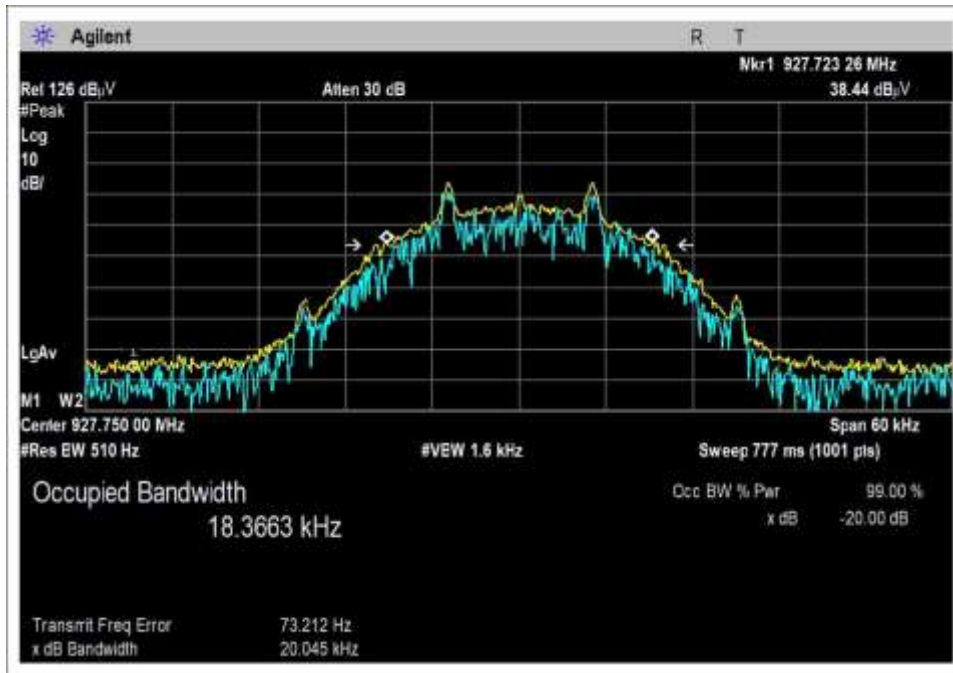 Agilent R T
Mkr1 927.723 26 MHz
Ref 126 dBµV Atten 30 dB 38.44 dBµV
#Peak
Log
10
dB/
LgAv
M1 W2
Center 927.750 00 MHz Span 60 kHz
#Res BW 510 Hz #VBW 1.6 kHz Sweep 777 ms (1001 pts)
Occupied Bandwidth Occ BW % Pwr 99.00 %
18.3663 kHz x dB -20.00 dB
Transmit Freq Error 73.212 Hz
x dB Bandwidth 20.045 kHz